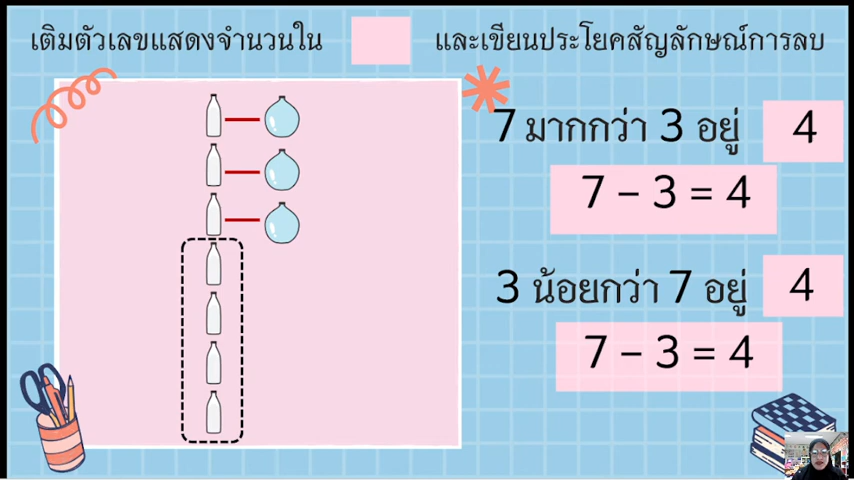 เติมตัวเลขแสดงจำนวนใน และเขียนประโยคสัญลักษณ์การลบ
7 มากกว่า 3 อยู่ 4
7 – 3 = 4
3 น้อยกว่า 7 อยู่ 4
7 – 3 = 4